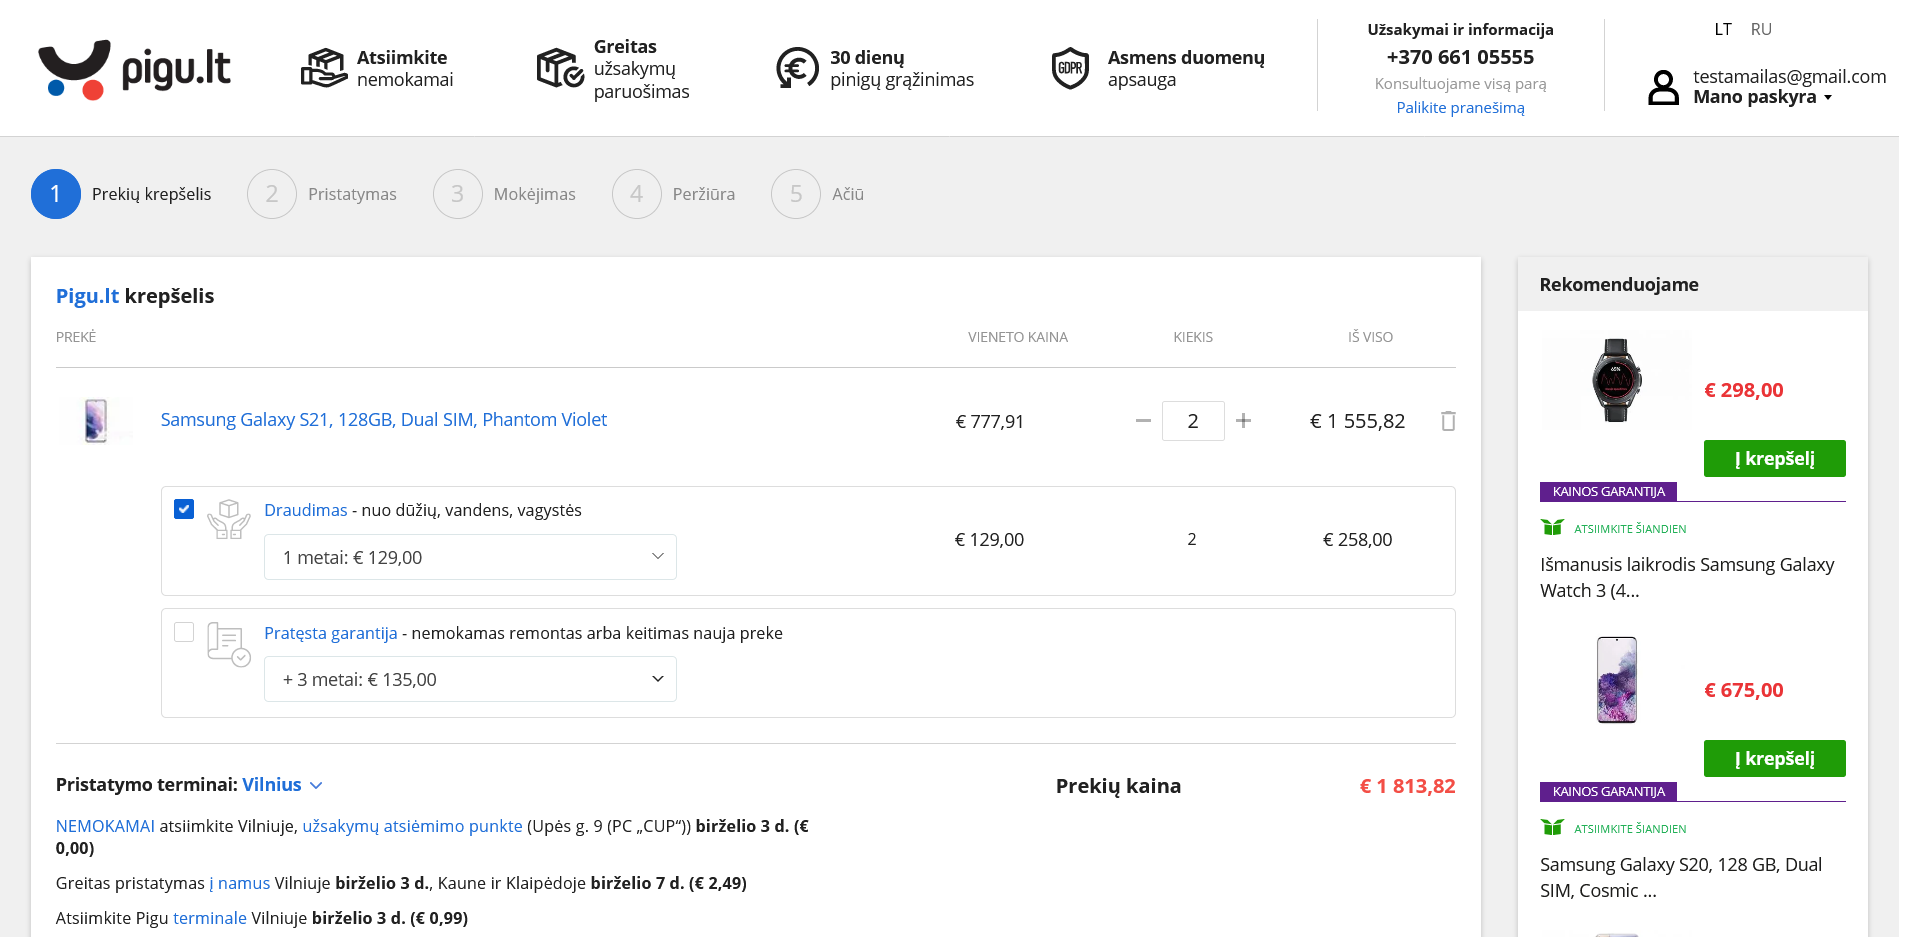 pigu.lt
Atsiimkite
nemokamai
Greitas
užsakymų
paruošimas
30 dienų
pinigų grąžinimas
GDPR
Asmens duomenų
apsauga
Užsakymai ir informacija
+370 661 05555
Konsultuojame visą parą
Palikite pranešimą
LT RU
testamailas@gmail.com
Mano paskyra
1 Prekių krepšelis 2 Pristatymas 3 Mokėjimas 4 Peržiūra 5 Ačiū
Pigu.lt krepšelis
PREKĖ VIENETO KAINA KIEKIS IŠ VISO
Samsung Galaxy S21, 128GB, Dual SIM, Phantom Violet € 777,91 2 € 1 555,82
Draudimas - nuo dūžių, vandens, vagystės
1 metai: € 129,00
€ 129,00 2 € 258,00
Pratęsta garantija - nemokamas remontas arba keitimas nauja preke
+ 3 metai: € 135,00
Pristatymo terminai: Vilnius
Prekių kaina € 1 813,82
NEMOKAMAI atsiimkite Vilniuje, užsakymų atsiėmimo punkte (Upės g. 9 (PC „CUP“)) birželio 3 d. (€
0,00)
Greitas pristatymas į namus Vilniuje birželio 3 d., Kaune ir Klaipėdoje birželio 7 d. (€ 2,49)
Atsiimkite Pigu terminale Vilniuje birželio 3 d. (€ 0,99)
Rekomenduojame
€ 298,00
Į krepšelį
KAINOS GARANTIJA
ATSIIMKITE ŠIANDIEN
Išmanusis laikrodis Samsung Galaxy
Watch 3 (4...
€ 675,00
Į krepšelį
KAINOS GARANTIJA
ATSIIMKITE ŠIANDIEN
Samsung Galaxy S20, 128 GB, Dual
SIM, Cosmic ...